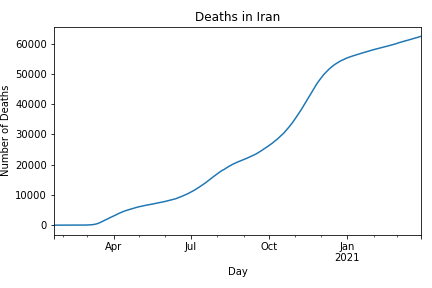 Deaths in Iran
Number of Deaths
60000
50000
40000
30000
20000
10000
0
Apr
Jul
Oct
Jan
2021
Day